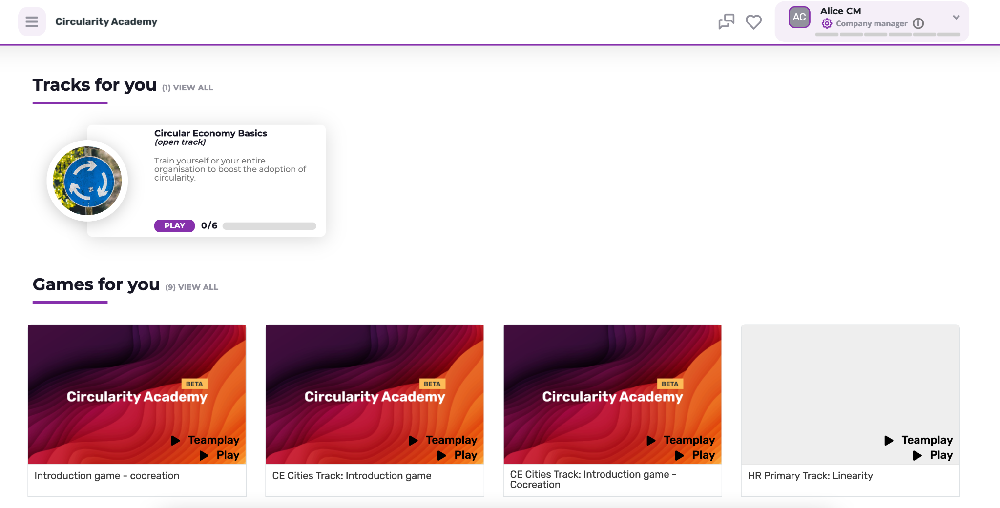 Circularity Academy
AC
Alice CM
Company manager
Tracks for you (1) VIEW ALL
Circular Economy Basics
(open track)
Train yourself or your entire
organisation to boost the adoption of
circularity.
PLAY 0/6
Games for you (9) VIEW ALL
BETA
Circularity Academy
Teamplay
Play
Introduction game - cocreation
BETA
Circularity Academy
Teamplay
Play
CE Cities Track: Introduction game
BETA
Circularity Academy
Teamplay
Play
CE Cities Track: Introduction game -
Cocreation
Teamplay
Play
HR Primary Track: Linearity